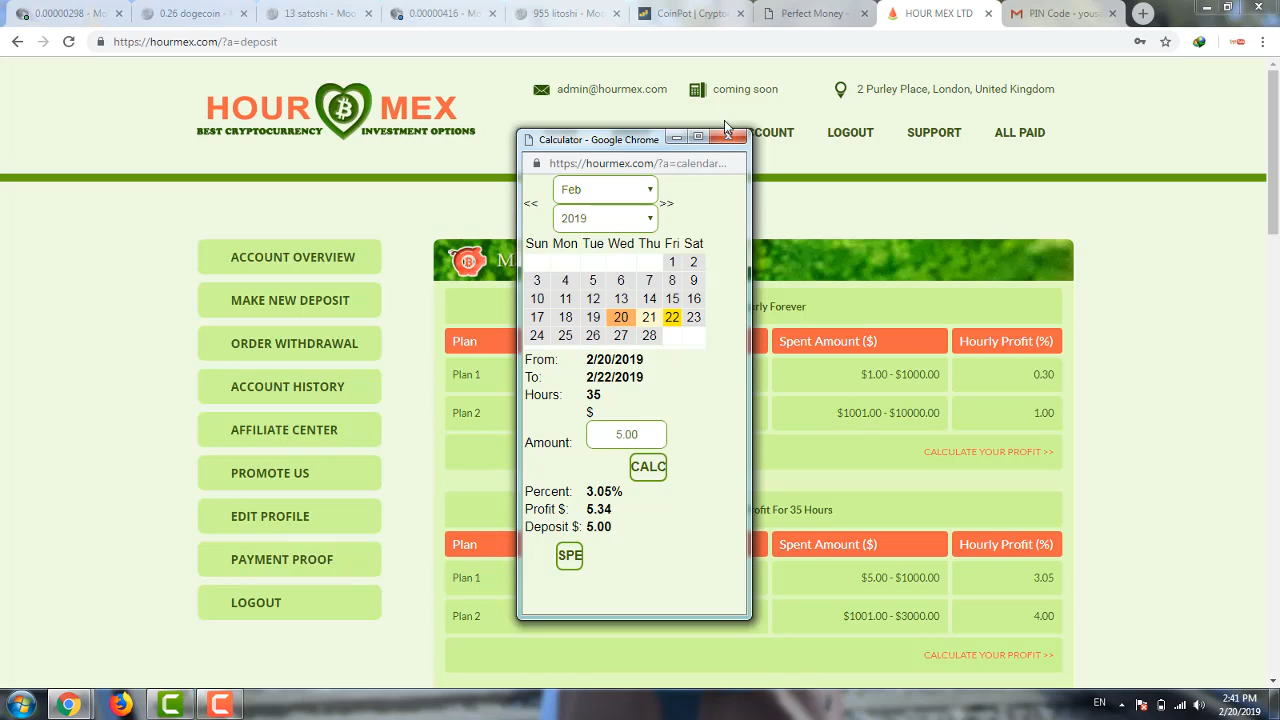 0.00000298 - Mo
0.26 dogecoin - M
13 satoshi - Moo
0.00000416 - Mo
955 litoshi - Moo
CoinPot | Crypto
Perfect Money -
HOUR MEX LTD
PIN Code - yousa
https://hourmex.com/?a=deposit
HOUR MEX
BEST CRYPTOCURRENCY INVESTMENT OPTIONS
admin@hourmex.com
coming soon
2 Purley Place, London, United Kingdom
COUNT
LOGOUT
SUPPORT
ALL PAID
ACCOUNT OVERVIEW
MAKE NEW DEPOSIT
ORDER WITHDRAWAL
ACCOUNT HISTORY
AFFILIATE CENTER
PROMOTE US
EDIT PROFILE
PAYMENT PROOF
LOGOUT
Calculator - Google Chrome
https://hourmex.com/?a=calendar...
Feb
<< >>
2019
Sun Mon Tue Wed Thu Fri Sat
1 2
3 4 5 6 7 8 9
10 11 12 13 14 15 16
17 18 19 20 21 22 23
24 25 26 27 28
From: 2/20/2019
To: 2/22/2019
Hours: 35
$
Amount: 5.00
CALC
Percent: 3.05%
Profit $: 5.34
Deposit $: 5.00
SPE
M
rly Forever
Plan Spent Amount ($) Hourly Profit (%)
Plan 1 $1.00 - $1000.00 0.30
Plan 2 $1001.00 - $10000.00 1.00
CALCULATE YOUR PROFIT >>
ofit For 35 Hours
Plan Spent Amount ($) Hourly Profit (%)
Plan 1 $5.00 - $1000.00 3.05
Plan 2 $1001.00 - $3000.00 4.00
CALCULATE YOUR PROFIT >>
EN
2:41 PM
2/20/2019